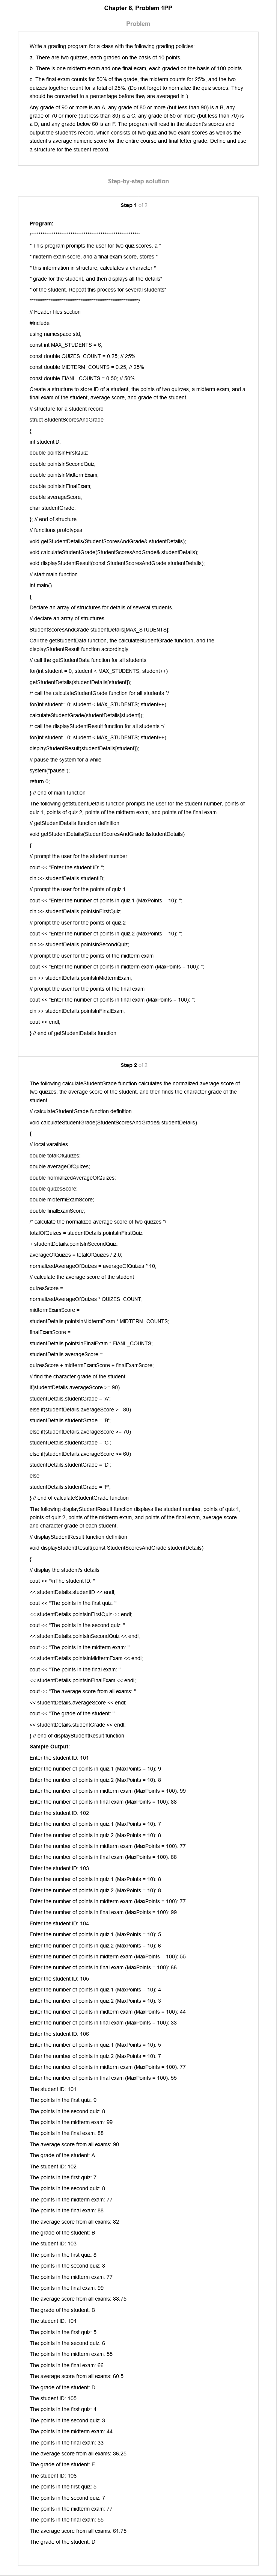 Chapter 6, Problem 1PP
Problem
Write a grading program for a class with the following grading policies:
a. There are two quizzes, each graded on the basis of 10 points.
b. There is one midterm exam and one final exam, each graded on the basis of 100 points.
c. The final exam counts for 50% of the grade, the midterm counts for 25%, and the two
quizzes together count for a total of 25%. (Do not forget to normalize the quiz scores. They
should be converted to a percentage before they are averaged in.)
Any grade of 90 or more is an A, any grade of 80 or more (but less than 90) is a B, any
grade of 70 or more (but less than 80) is a C, any grade of 60 or more (but less than 70) is
a D, and any grade below 60 is an F. The program will read in the student's scores and
output the student's record, which consists of two quiz and two exam scores as well as the
student's average numeric score for the entire course and final letter grade. Define and use
a structure for the student record.
Step-by-step solution
Step 1 of 2
Program:
/********************************************************
* This program prompts the user for two quiz scores, a *
* midterm exam score, and a final exam score, stores *
* this information in structure, calculates a character *
* grade for the student, and then displays all the details*
* of the student. Repeat this process for several students*
********************************************************/
// Header files section
#include
using namespace std;
const int MAX_STUDENTS = 6;
const double QUIZES_COUNT = 0.25; // 25%
const double MIDTERM_COUNTS = 0.25; // 25%
const double FIANL_COUNTS = 0.50; // 50%
Create a structure to store ID of a student, the points of two quizzes, a midterm exam, and a
final exam of the student, average score, and grade of the student.
// structure for a student record
struct StudentScoresAndGrade
{
int studentID;
double pointsInFirstQuiz;
double pointsInSecondQuiz;
double pointsInMidtermExam;
double pointsInFinalExam;
double averageScore;
char studentGrade;
}; // end of structure
// functions prototypes
void getStudentDetails(StudentScoresAndGrade& studentDetails);
void calculateStudentGrade(StudentScoresAndGrade& studentDetails);
void displayStudentResult(const StudentScoresAndGrade studentDetails);
// start main function
int main()
{
Declare an array of structures for details of several students.
// declare an array of structures
StudentScoresAndGrade studentDetails[MAX_STUDENTS];
Call the getStudentData function, the calculateStudentGrade function, and the
displayStudentResult function accordingly.
// call the getStudentData function for all students
for(int student = 0; student < MAX_STUDENTS; student++)
getStudentDetails(studentDetails[student]);
/* call the calculateStudentGrade function for all students */
for(int student= 0; student < MAX_STUDENTS; student++)
calculateStudentGrade(studentDetails[student]);
/* call the displayStudentResult function for all students */
for(int student= 0; student < MAX_STUDENTS; student++)
displayStudentResult(studentDetails[student]);
// pause the system for a while
system("pause");
return 0;
} // end of main function
The following getStudentDetails function prompts the user for the student number, points of
quiz 1, points of quiz 2, points of the midterm exam, and points of the final exam.
// getStudentDetails function definition
void getStudentDetails(StudentScoresAndGrade &studentDetails)
{
// prompt the user for the student number
cout << "Enter the student ID: ";
cin >> studentDetails.studentID;
// prompt the user for the points of quiz 1
cout << "Enter the number of points in quiz 1 (MaxPoints = 10): ";
cin >> studentDetails.pointsInFirstQuiz;
// prompt the user for the points of quiz 2
cout << "Enter the number of points in quiz 2 (MaxPoints = 10): ";
cin >> studentDetails.pointsInSecondQuiz;
// prompt the user for the points of the midterm exam
cout << "Enter the number of points in midterm exam (MaxPoints = 100): ";
cin >> studentDetails.pointsInMidtermExam;
// prompt the user for the points of the final exam
cout << "Enter the number of points in final exam (MaxPoints = 100): ";
cin >> studentDetails.pointsInFinalExam;
cout << endl;
} // end of getStudentDetails function
Step 2 of 2
The following calculateStudentGrade function calculates the normalized average score of
two quizzes, the average score of the student, and then finds the character grade of the
student.
// calculateStudentGrade function definition
void calculateStudentGrade(StudentScoresAndGrade& studentDetails)
{
// local varaibles
double totalOfQuizes;
double averageOfQuizes;
double normalizedAverageOfQuizes;
double quizesScore;
double midtermExamScore;
double finalExamScore;
/* calculate the normalized average score of two quizzes */
totalOfQuizes = studentDetails.pointsInFirstQuiz
+ studentDetails.pointsInSecondQuiz;
averageOfQuizes = totalOfQuizes / 2.0;
normalizedAverageOfQuizes = averageOfQuizes * 10;
// calculate the average score of the student
quizesScore =
normalizedAverageOfQuizes * QUIZES_COUNT;
midtermExamScore =
studentDetails.pointsInMidtermExam * MIDTERM_COUNTS;
finalExamScore =
studentDetails.pointsInFinalExam * FIANL_COUNTS;
studentDetails.averageScore =
quizesScore + midtermExamScore + finalExamScore;
// find the character grade of the student
if(studentDetails.averageScore >= 90)
studentDetails.studentGrade = 'A';
else if(studentDetails.averageScore >= 80)
studentDetails.studentGrade = 'B';
else if(studentDetails.averageScore >= 70)
studentDetails.studentGrade = 'C';
else if(studentDetails.averageScore >= 60)
studentDetails.studentGrade = 'D';
else
studentDetails.studentGrade = 'F';
} // end of calculateStudentGrade function
The following displayStudentResult function displays the student number, points of quiz 1,
points of quiz 2, points of the midterm exam, and points of the final exam, average score
and character grade of each student.
// displayStudentResult function definition
void displayStudentResult(const StudentScoresAndGrade studentDetails)
{
// display the student's details
cout << "\nThe student ID: "
<< studentDetails.studentID << endl;
cout << "The points in the first quiz: "
<< studentDetails.pointsInFirstQuiz << endl;
cout << "The points in the second quiz: "
<< studentDetails.pointsInSecondQuiz << endl;
cout << "The points in the midterm exam: "
<< studentDetails.pointsInMidtermExam << endl;
cout << "The points in the final exam: "
<< studentDetails.pointsInFinalExam << endl;
cout << "The average score from all exams: "
<< studentDetails.averageScore << endl;
cout << "The grade of the student: "
<< studentDetails.studentGrade << endl;
} // end of displayStudentResult function
Sample Output:
Enter the student ID: 101
Enter the number of points in quiz 1 (MaxPoints = 10): 9
Enter the number of points in quiz 2 (MaxPoints = 10): 8
Enter the number of points in midterm exam (MaxPoints = 100): 99
Enter the number of points in final exam (MaxPoints = 100): 88
Enter the student ID: 102
Enter the number of points in quiz 1 (MaxPoints = 10): 7
Enter the number of points in quiz 2 (MaxPoints = 10): 8
Enter the number of points in midterm exam (MaxPoints = 100): 77
Enter the number of points in final exam (MaxPoints = 100): 88
Enter the student ID: 103
Enter the number of points in quiz 1 (MaxPoints = 10): 8
Enter the number of points in quiz 2 (MaxPoints = 10): 8
Enter the number of points in midterm exam (MaxPoints = 100): 77
Enter the number of points in final exam (MaxPoints = 100): 99
Enter the student ID: 104
Enter the number of points in quiz 1 (MaxPoints = 10): 5
Enter the number of points in quiz 2 (MaxPoints = 10): 6
Enter the number of points in midterm exam (MaxPoints = 100): 55
Enter the number of points in final exam (MaxPoints = 100): 66
Enter the student ID: 105
Enter the number of points in quiz 1 (MaxPoints = 10): 4
Enter the number of points in quiz 2 (MaxPoints = 10): 3
Enter the number of points in midterm exam (MaxPoints = 100): 44
Enter the number of points in final exam (MaxPoints = 100): 33
Enter the student ID: 106
Enter the number of points in quiz 1 (MaxPoints = 10): 5
Enter the number of points in quiz 2 (MaxPoints = 10): 7
Enter the number of points in midterm exam (MaxPoints = 100): 77
Enter the number of points in final exam (MaxPoints = 100): 55
The student ID: 101
The points in the first quiz: 9
The points in the second quiz: 8
The points in the midterm exam: 99
The points in the final exam: 88
The average score from all exams: 90
The grade of the student: A
The student ID: 102
The points in the first quiz: 7
The points in the second quiz: 8
The points in the midterm exam: 77
The points in the final exam: 88
The average score from all exams: 82
The grade of the student: B
The student ID: 103
The points in the first quiz: 8
The points in the second quiz: 8
The points in the midterm exam: 77
The points in the final exam: 99
The average score from all exams: 88.75
The grade of the student: B
The student ID: 104
The points in the first quiz: 5
The points in the second quiz: 6
The points in the midterm exam: 55
The points in the final exam: 66
The average score from all exams: 60.5
The grade of the student: D
The student ID: 105
The points in the first quiz: 4
The points in the second quiz: 3
The points in the midterm exam: 44
The points in the final exam: 33
The average score from all exams: 36.25
The grade of the student: F
The student ID: 106
The points in the first quiz: 5
The points in the second quiz: 7
The points in the midterm exam: 77
The points in the final exam: 55
The average score from all exams: 61.75
The grade of the student: D